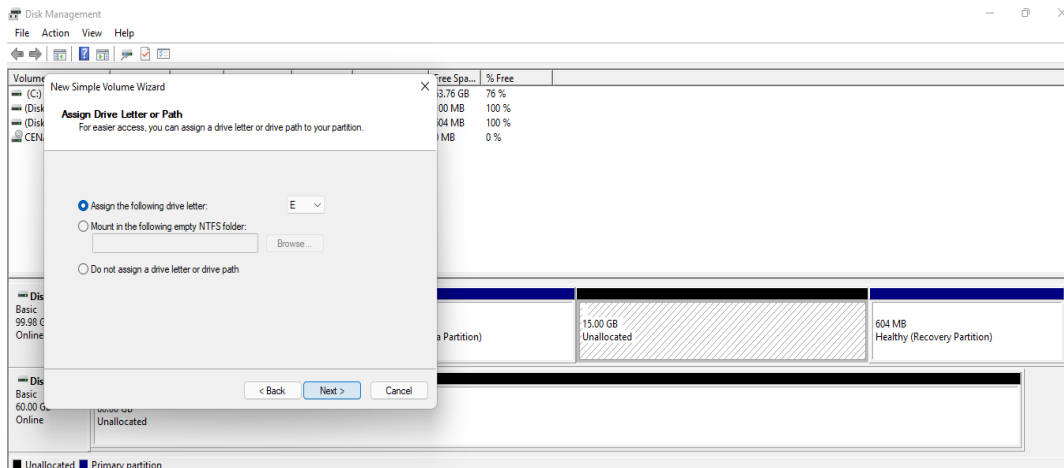 Disk Management
File Action View Help
Volume Free Spa... % Free
(C:) 3.76 GB 76 %
(Disk 00 MB 100 %
(Disk 604 MB 100 %
CEN MB 0 %
New Simple Volume Wizard
Assign Drive Letter or Path
For easier access, you can assign a drive letter or drive path to your partition.
Assign the following drive letter: E
Mount in the following empty NTFS folder:
Browse...
Do not assign a drive letter or drive path
< Back Next > Cancel
Dis
Basic
99.98 G
Online
a Partition)
15.00 GB
Unallocated
604 MB
Healthy (Recovery Partition)
Dis
Basic
60.00 G
Online
Unallocated
Unallocated Primary partition